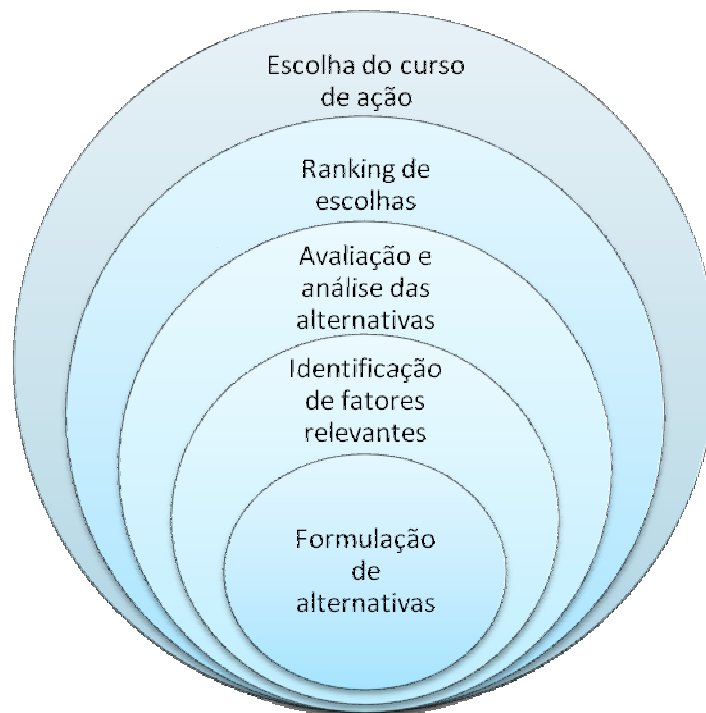 Escolha do curso
de ação
Ranking de
escolhas
Avaliação e
análise das
alternativas
Identificação
de fatores
relevantes
Formulação
de
alternativas